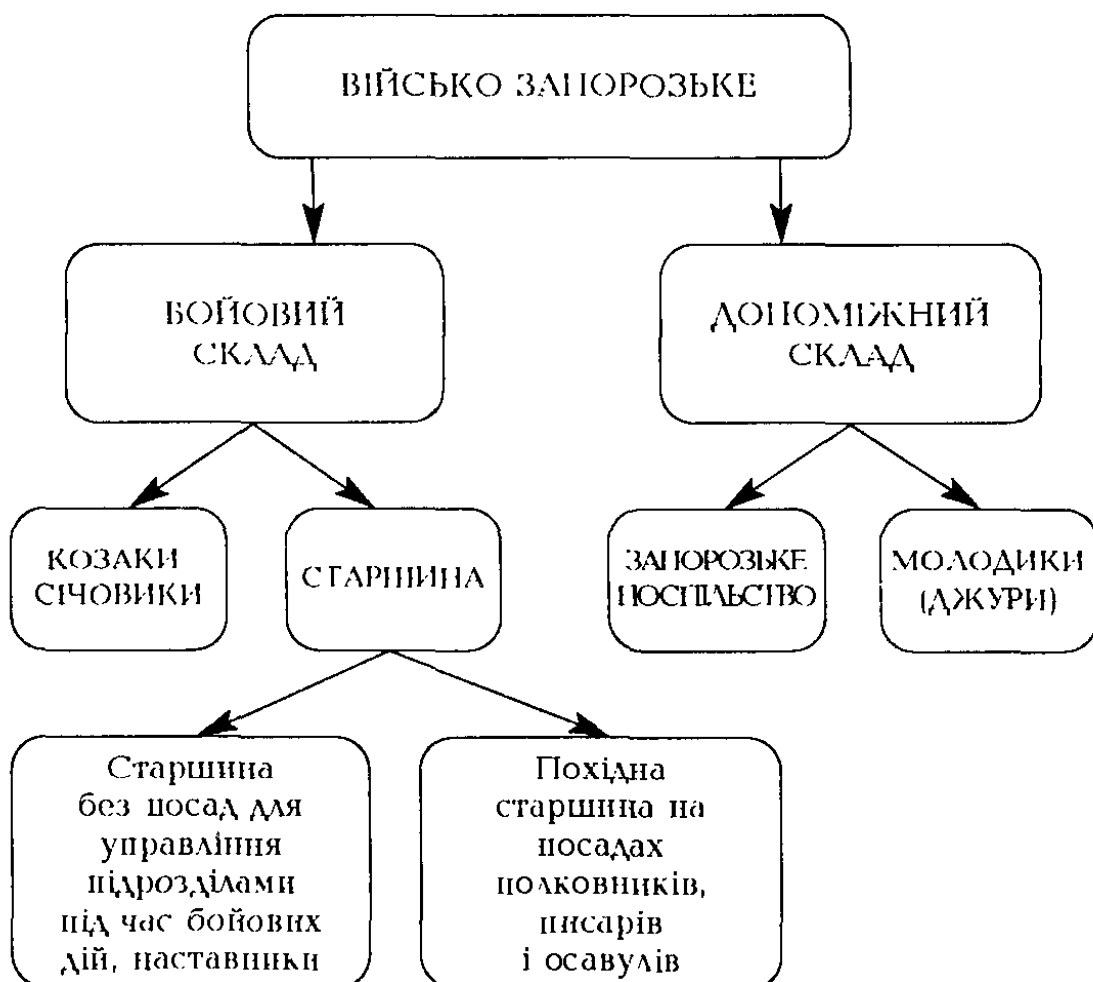 ВІЙСЬКО ЗАПОРОЗЬКЕ
БОЙОВИЙ
СКЛАД
ДОПОМІЖНИЙ
СКЛАД
КОЗАКИ
СІЧОВИКИ
СТАРШИНА
ЗАПОРОЗЬКЕ
ПОСПІЛЬСТВО
МОЛОДИКИ
(ДЖУРИ)
Старшина
без посад для
управління
підрозділами
під час бойових
дій, наставники
Похідна
старшина на
посадах
полковників,
писарів
і осавулів